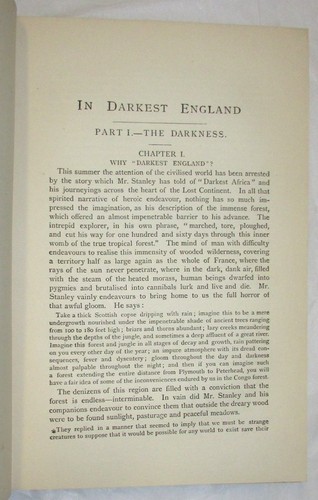 IN DARKEST ENGLAND
PART I.—THE DARKNESS.
CHAPTER I.
WHY "DARKEST ENGLAND"?
This summer the attention of the civilised world has been arrested
by the story which Mr. Stanley has told of "Darkest Africa" and
his journeyings across the heart of the Lost Continent. In all that
spirited narrative of heroic endeavour, nothing has so much im-
pressed the imagination, as his description of the immense forest,
which offered an almost impenetrable barrier to his advance. The
intrepid explorer, in his own phrase, "marched, tore, ploughed,
and cut his way for one hundred and sixty days through this inner
womb of the true tropical forest." The mind of man with difficulty
endeavours to realise this immensity of wooded wilderness, covering
a territory half as large again as the whole of France, where the
rays of the sun never penetrate, where in the dark, dank air, filled
with the steam of the heated morass, human beings dwarfed into
pygmies and brutalised into cannibals lurk and live and die. Mr.
Stanley vainly endeavours to bring home to us the full horror of
that awful gloom. He says:
Take a thick Scottish copse dripping with rain; imagine this to be a mere
undergrowth nourished under the impenetrable shade of ancient trees ranging
from 100 to 180 feet high; briars and thorns abundant; lazy creeks meandering
through the depths of the jungle, and sometimes a deep affluent of a great river.
Imagine this forest and jungle in all stages of decay and growth, rain pattering
on you every other day of the year; an impure atmosphere with its dread con-
sequences, fever and dysentery; gloom throughout the day and darkness
almost palpable throughout the night; and then if you can imagine such
a forest extending the entire distance from Plymouth to Peterhead, you will
have a fair idea of some of the inconveniences endured by us in the Congo forest.
The denizens of this region are filled with a conviction that the
forest is endless—interminable. In vain did Mr. Stanley and his
companions endeavour to convince them that outside the dreary wood
were to be found sunlight, pasturage and peaceful meadows.
They replied in a manner that seemed to imply that we must be strange
creatures to suppose that it would be possible for any world to exist save their